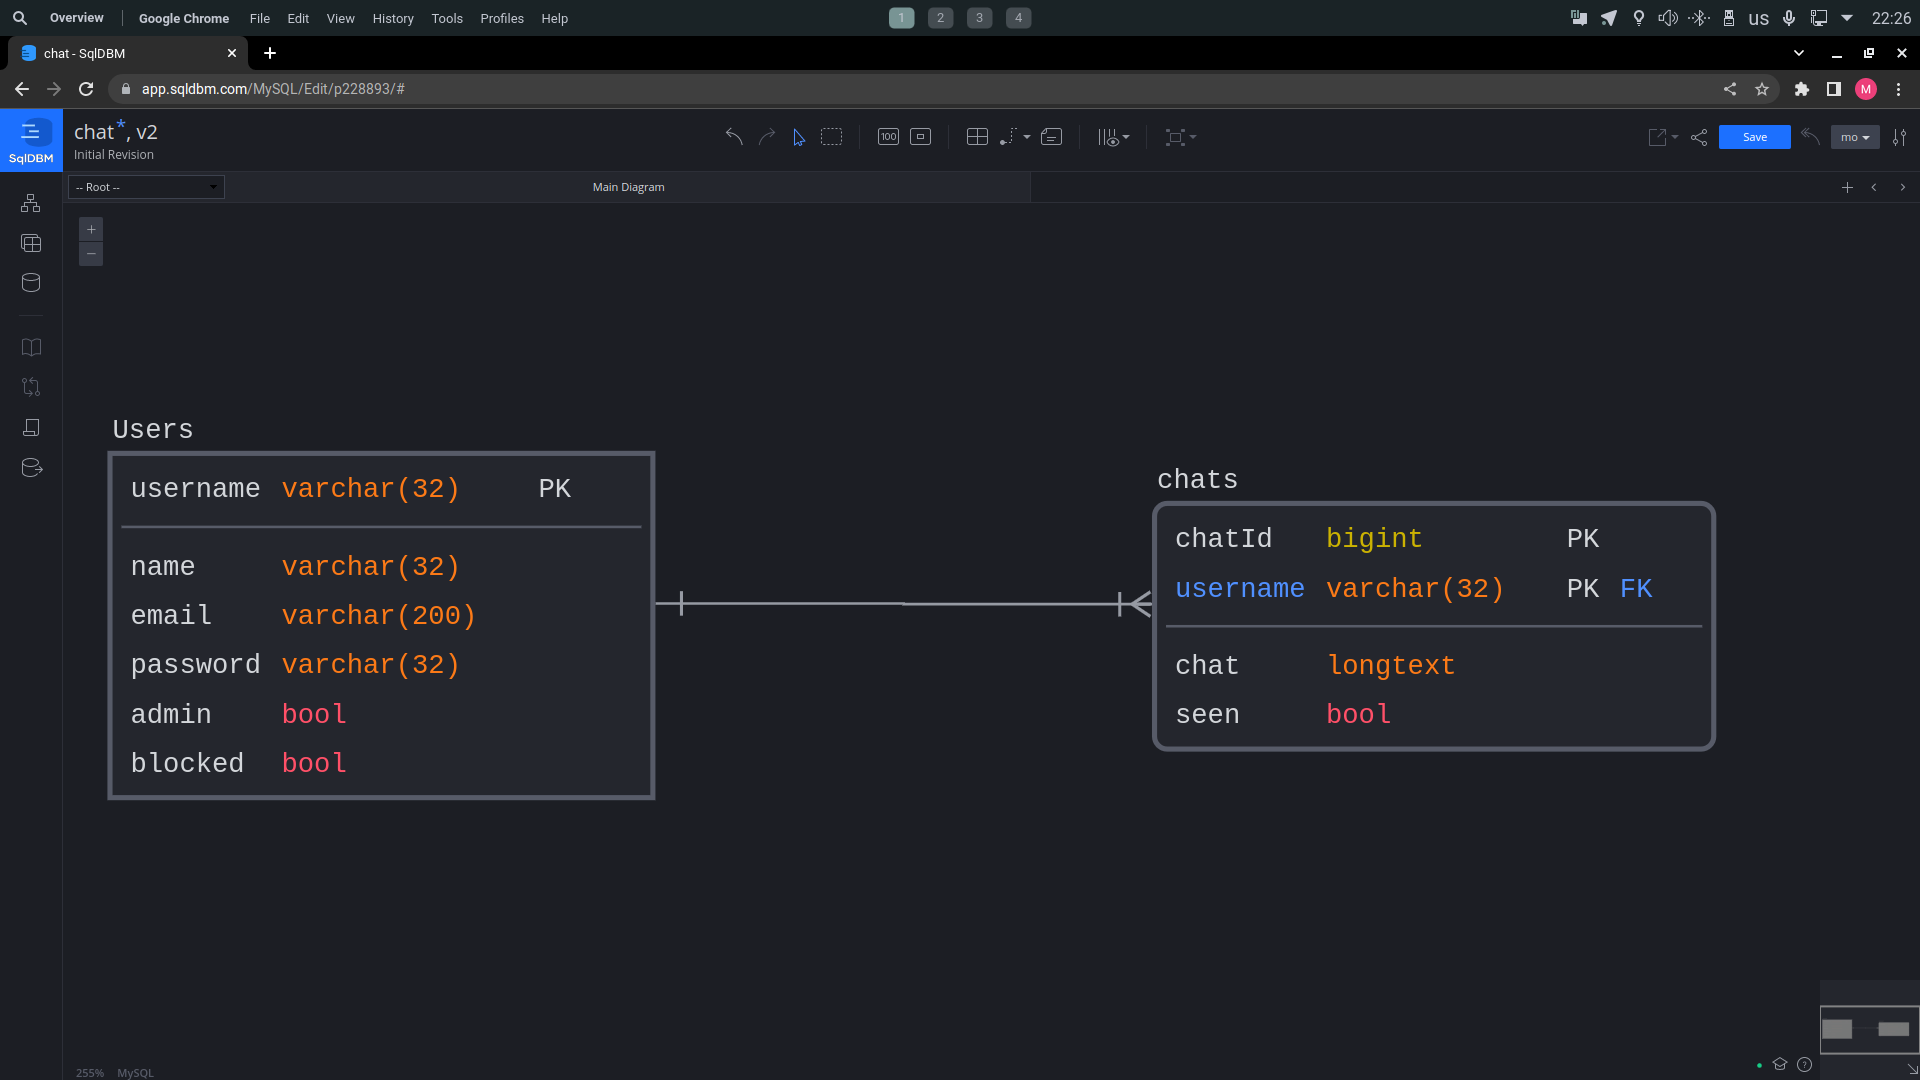 Overview Google Chrome File Edit View History Tools Profiles Help 1 2 3 4 us 22:26
chat - SqlDBM
app.sqldbm.com/MySQL/Edit/p228893/# M
SqlDBM
chat*, v2
Initial Revision
100
Save
mo
-- Root -- Main Diagram
Users
username varchar(32) PK
name varchar(32)
email varchar(200)
password varchar(32)
admin bool
blocked bool
chats
chatId bigint PK
username varchar(32) PK FK
chat longtext
seen bool
255% MySQL